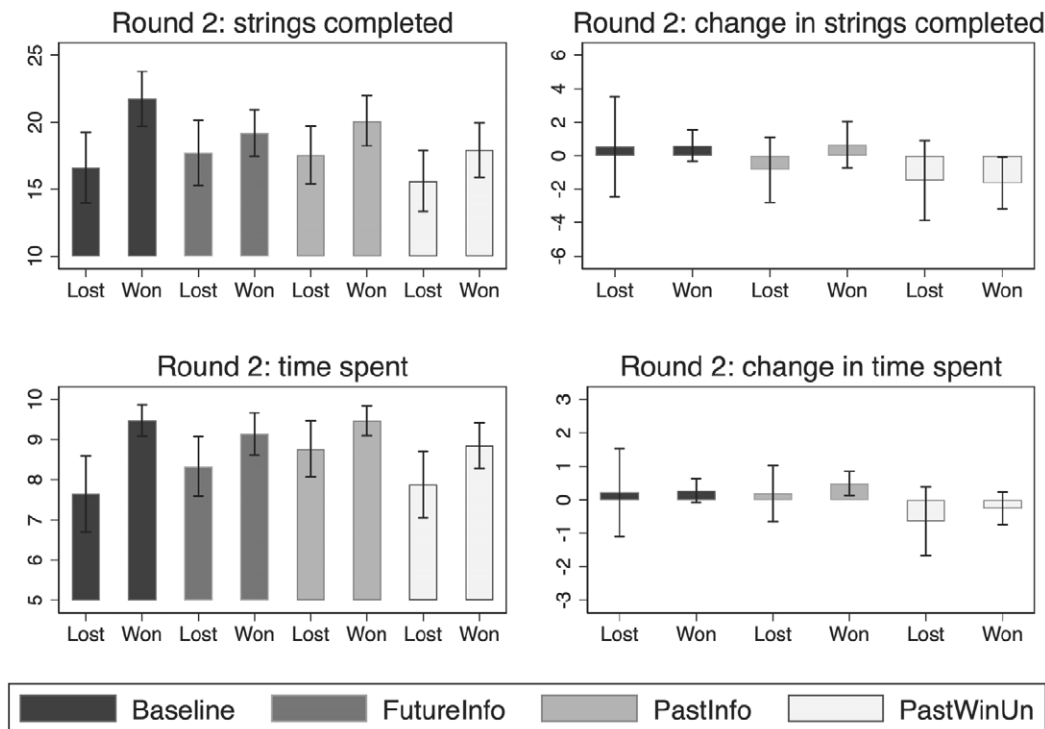 Round 2: strings completed
25
20
15
10
Lost Won Lost Won Lost Won Lost Won
Round 2: change in strings completed
6
4
2
0
-2
-4
-6
Lost Won Lost Won Lost Won
Round 2: time spent
10
9
8
7
6
5
Lost Won Lost Won Lost Won Lost Won
Round 2: change in time spent
3
2
1
0
-1
-2
-3
Lost Won Lost Won Lost Won
Baseline FutureInfo PastInfo PastWinUn